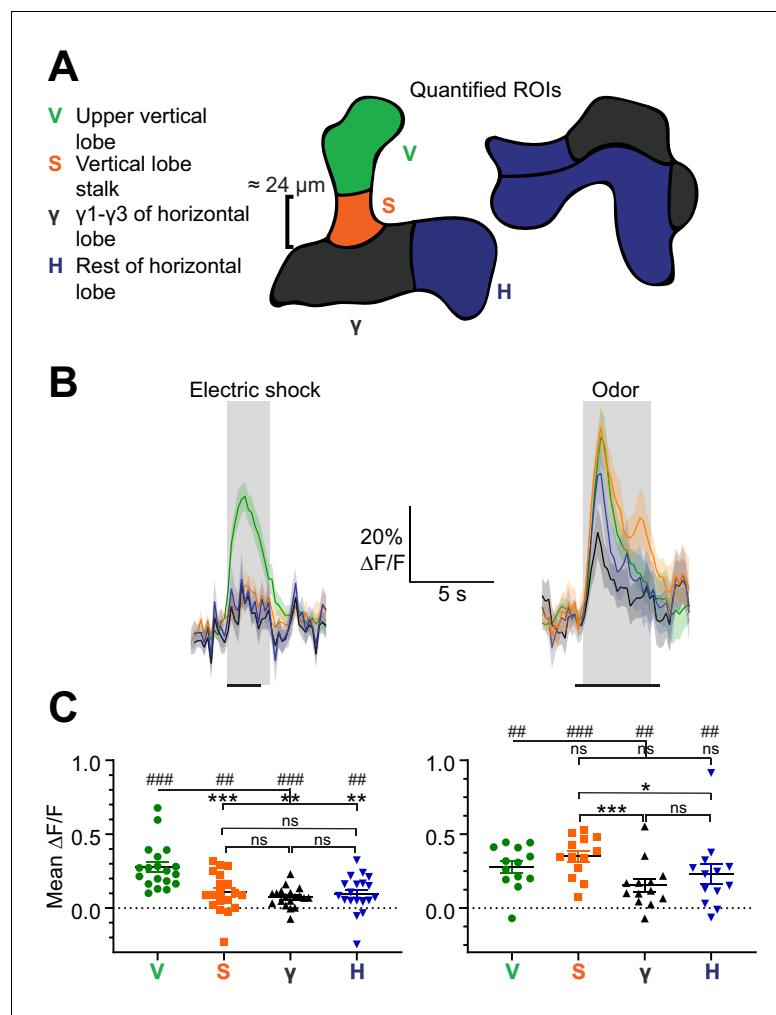 A
Quantified ROIs
V Upper vertical
lobe
S Vertical lobe
stalk
γ γ1-γ3 of horizontal
lobe
H Rest of horizontal
lobe
≈ 24 µm
V
S
H
γ
B
Electric shock
Odor
20%
ΔF/F
5 s
C
Mean ΔF/F
1.0
0.5
0.0
### ## ### ##
*** ** **
ns
ns ns
V S γ H
1.0
0.5
0.0
## ### ## ##
ns ns ns
*
*** ns
V S γ H